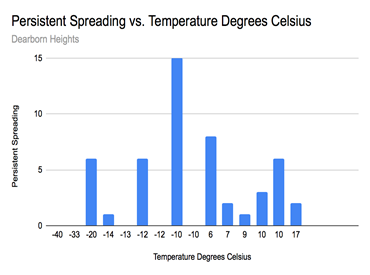 Persistent Spreading vs. Temperature Degrees Celsius
Dearborn Heights
15
10
5
0
Persistent Spreading
-40 -33 -20 -14 -13 -12 -12 -10 -10 6 7 9 10 10 17
Temperature Degrees Celsius